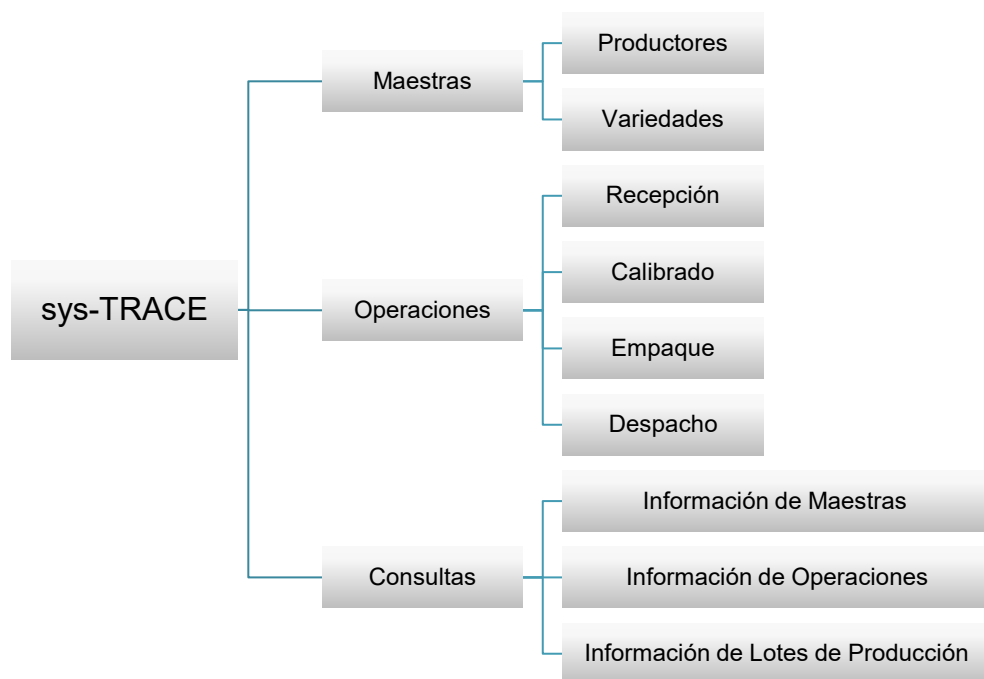 sys-TRACE
Maestras
Productores
Variedades
Operaciones
Recepción
Calibrado
Empaque
Despacho
Consultas
Información de Maestras
Información de Operaciones
Información de Lotes de Producción